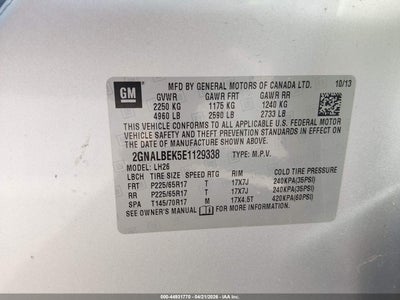 MFD BY GENERAL MOTORS OF CANADA LTD. 10/13
GM
GVWR GAWR FRT GAWR RR
2250 KG 1175 KG 1240 KG
4960 LB 2590 LB 2733 LB
THIS VEHICLE CONFORMS TO ALL APPLICABLE U.S. FEDERAL MOTOR
VEHICLE SAFETY, BUMPER, AND THEFT PREVENTION STANDARDS IN EFFECT ON
THE DATE OF MANUFACTURE SHOWN ABOVE.
2GNALBEK5E1129338 TYPE: M.P.V.
MODEL: LH26
LBCH TIRE SIZE SPEED RTG RIM COLD TIRE PRESSURE
FRT P225/65R17 T 17X7J 240KPA(35PSI)
RR P225/65R17 T 17X7J 240KPA(35PSI)
SPA T145/70R17 M 17X4.5T 420KPA(60PSI)
SEE OWNER'S MANUAL FOR MORE INFORMATION.
000-44931770 - 04/21/2026 - IAAI.COM